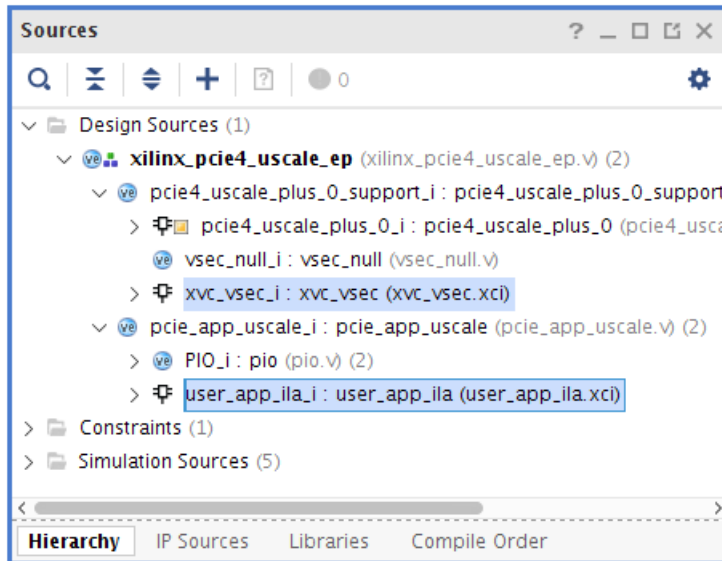 Sources
0
Design Sources (1)
xilinx_pcie4_uscale_ep (xilinx_pcie4_uscale_ep.v) (2)
pcie4_uscale_plus_0_support_i : pcie4_uscale_plus_0_support
pcie4_uscale_plus_0_i : pcie4_uscale_plus_0 (pcie4_usca
vsec_null_i : vsec_null (vsec_null.v)
xvc_vsec_i : xvc_vsec (xvc_vsec.xci)
pcie_app_uscale_i : pcie_app_uscale (pcie_app_uscale.v) (2)
PIO_i : pio (pio.v) (2)
user_app_ila_i : user_app_ila (user_app_ila.xci)
Constraints (1)
Simulation Sources (5)
Hierarchy IP Sources Libraries Compile Order